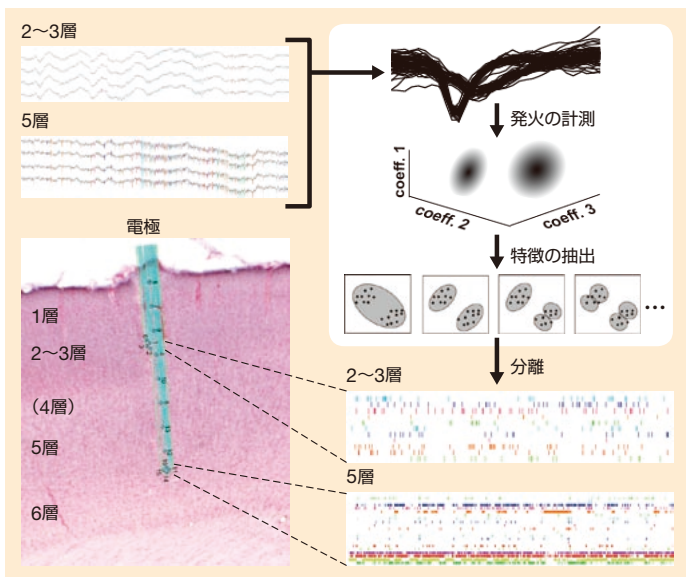 2〜3層
5層
発火の計測
coeff. 1
coeff. 2
coeff. 3
特徴の抽出
…
分離
電極
1層
2〜3層
(4層)
5層
6層
2〜3層
5層